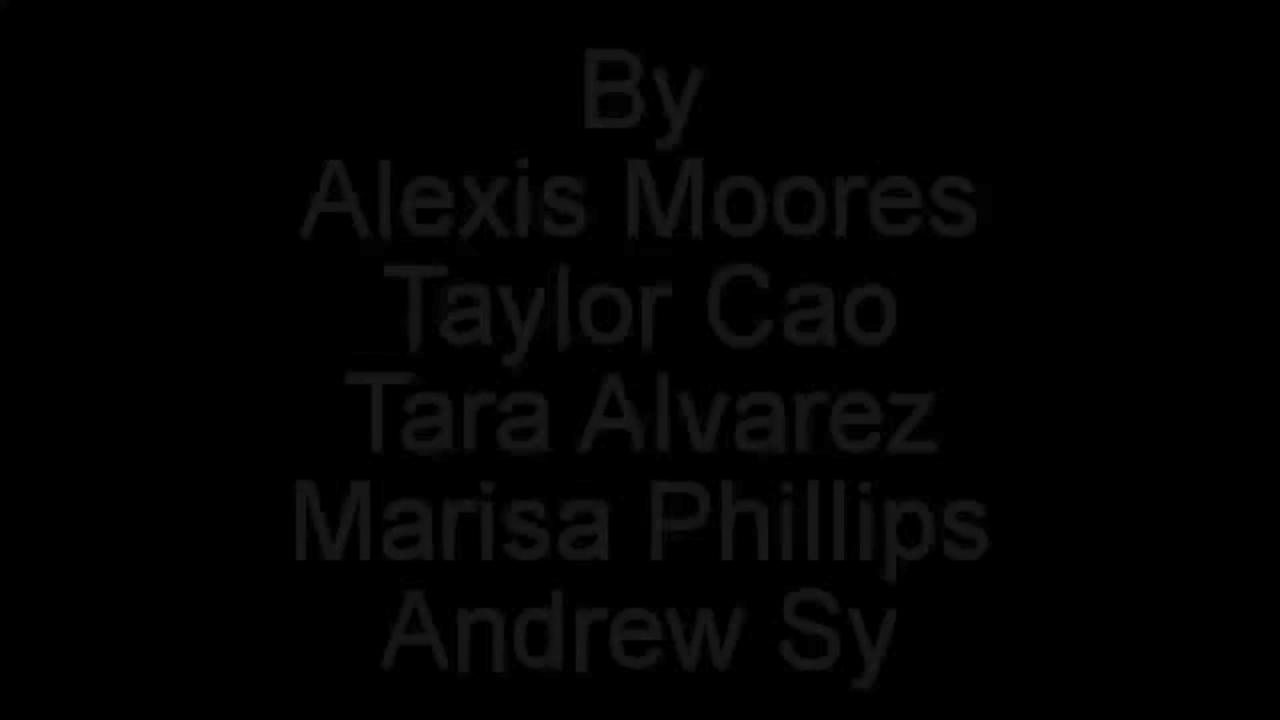 By
Alexis Moores
Taylor Cao
Tara Alvarez
Marisa Phillips
Andrew Sy